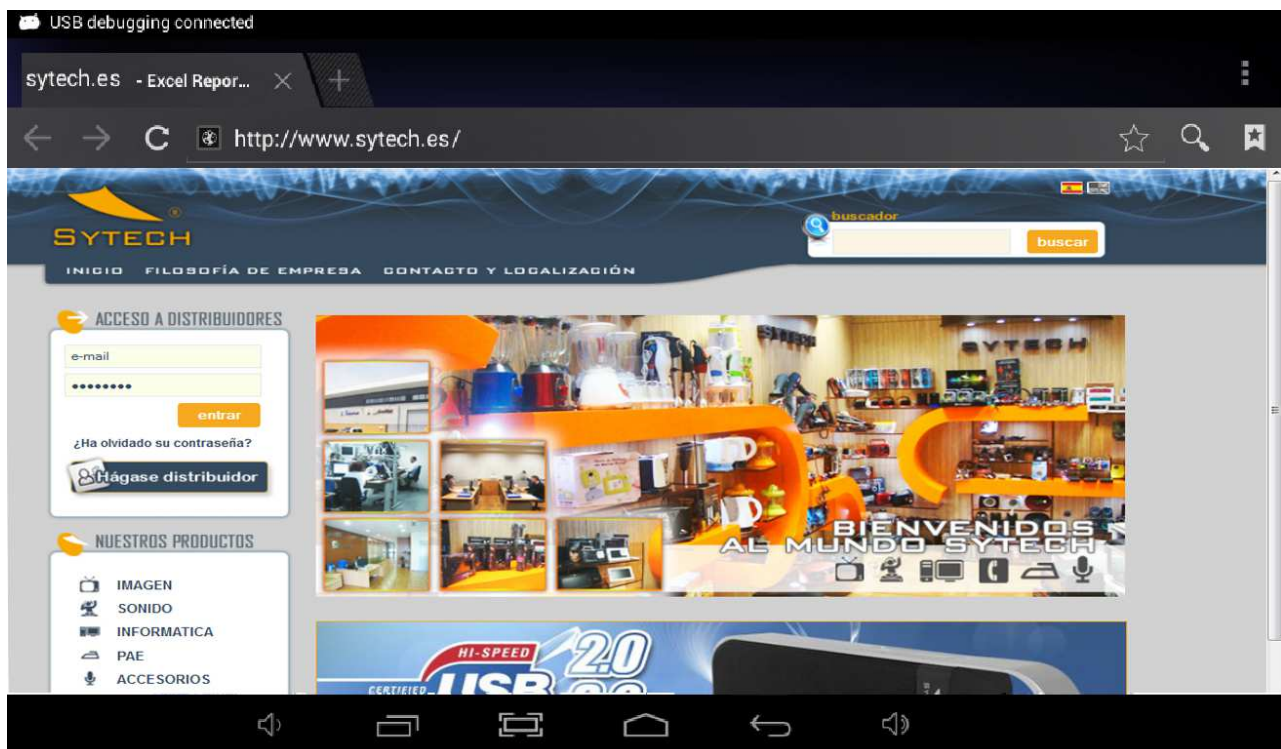 USB debugging connected
sytech.es - Excel Repor...
http://www.sytech.es/
SYTECH
®
buscador
buscar
INICIO FILOSOFÍA DE EMPRESA CONTACTO Y LOCALIZACIÓN
ACCESO A DISTRIBUIDORES
e-mail
••••••••
entrar
¿Ha olvidado su contraseña?
Hágase distribuidor
NUESTROS PRODUCTOS
IMAGEN
SONIDO
INFORMATICA
PAE
ACCESORIOS
SYTECH
BIENVENIDOS
AL MUNDO SYTECH
HI-SPEED
CERTIFIED
USB
2.0